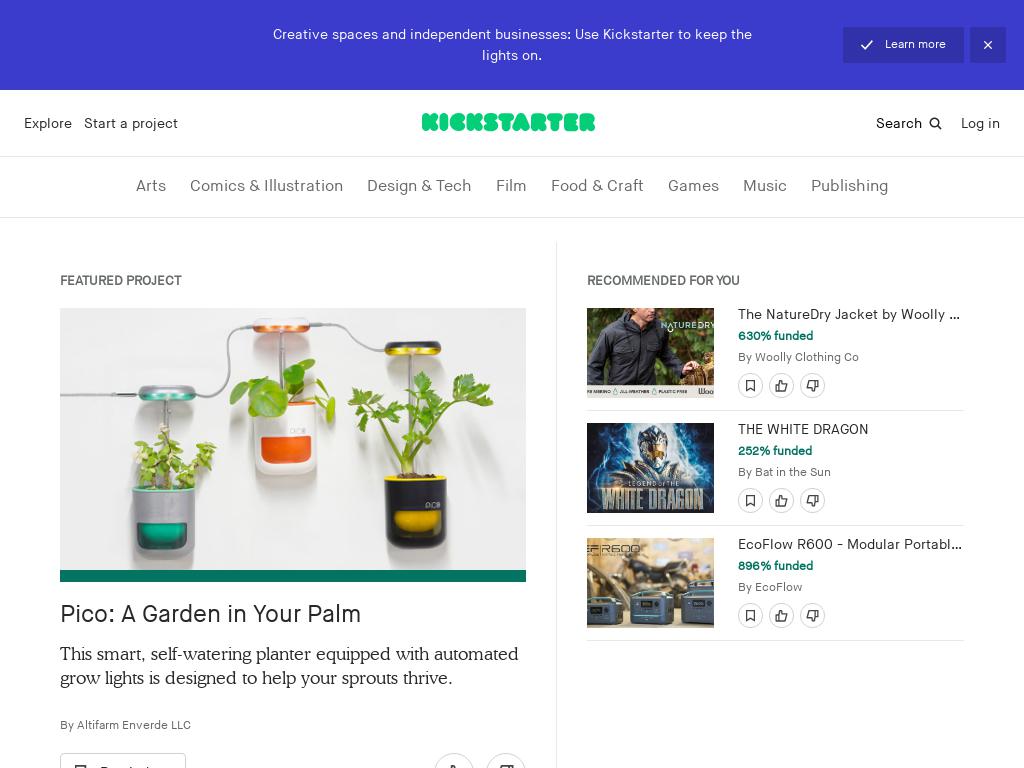 Creative spaces and independent businesses: Use Kickstarter to keep the
lights on.
Learn more
Explore
Start a project
KICKSTARTER
Search
Log in
Arts
Comics & Illustration
Design & Tech
Film
Food & Craft
Games
Music
Publishing
FEATURED PROJECT
Pico: A Garden in Your Palm
This smart, self-watering planter equipped with automated
grow lights is designed to help your sprouts thrive.
By Altifarm Enverde LLC
RECOMMENDED FOR YOU
NATUREDRY
ALL-WEATHER
PLASTIC FREE
The NatureDry Jacket by Woolly ...
630% funded
By Woolly Clothing Co
LEGEND OF THE
WHITE DRAGON
THE WHITE DRAGON
252% funded
By Bat in the Sun
R600
EcoFlow R600 - Modular Portabl...
896% funded
By EcoFlow